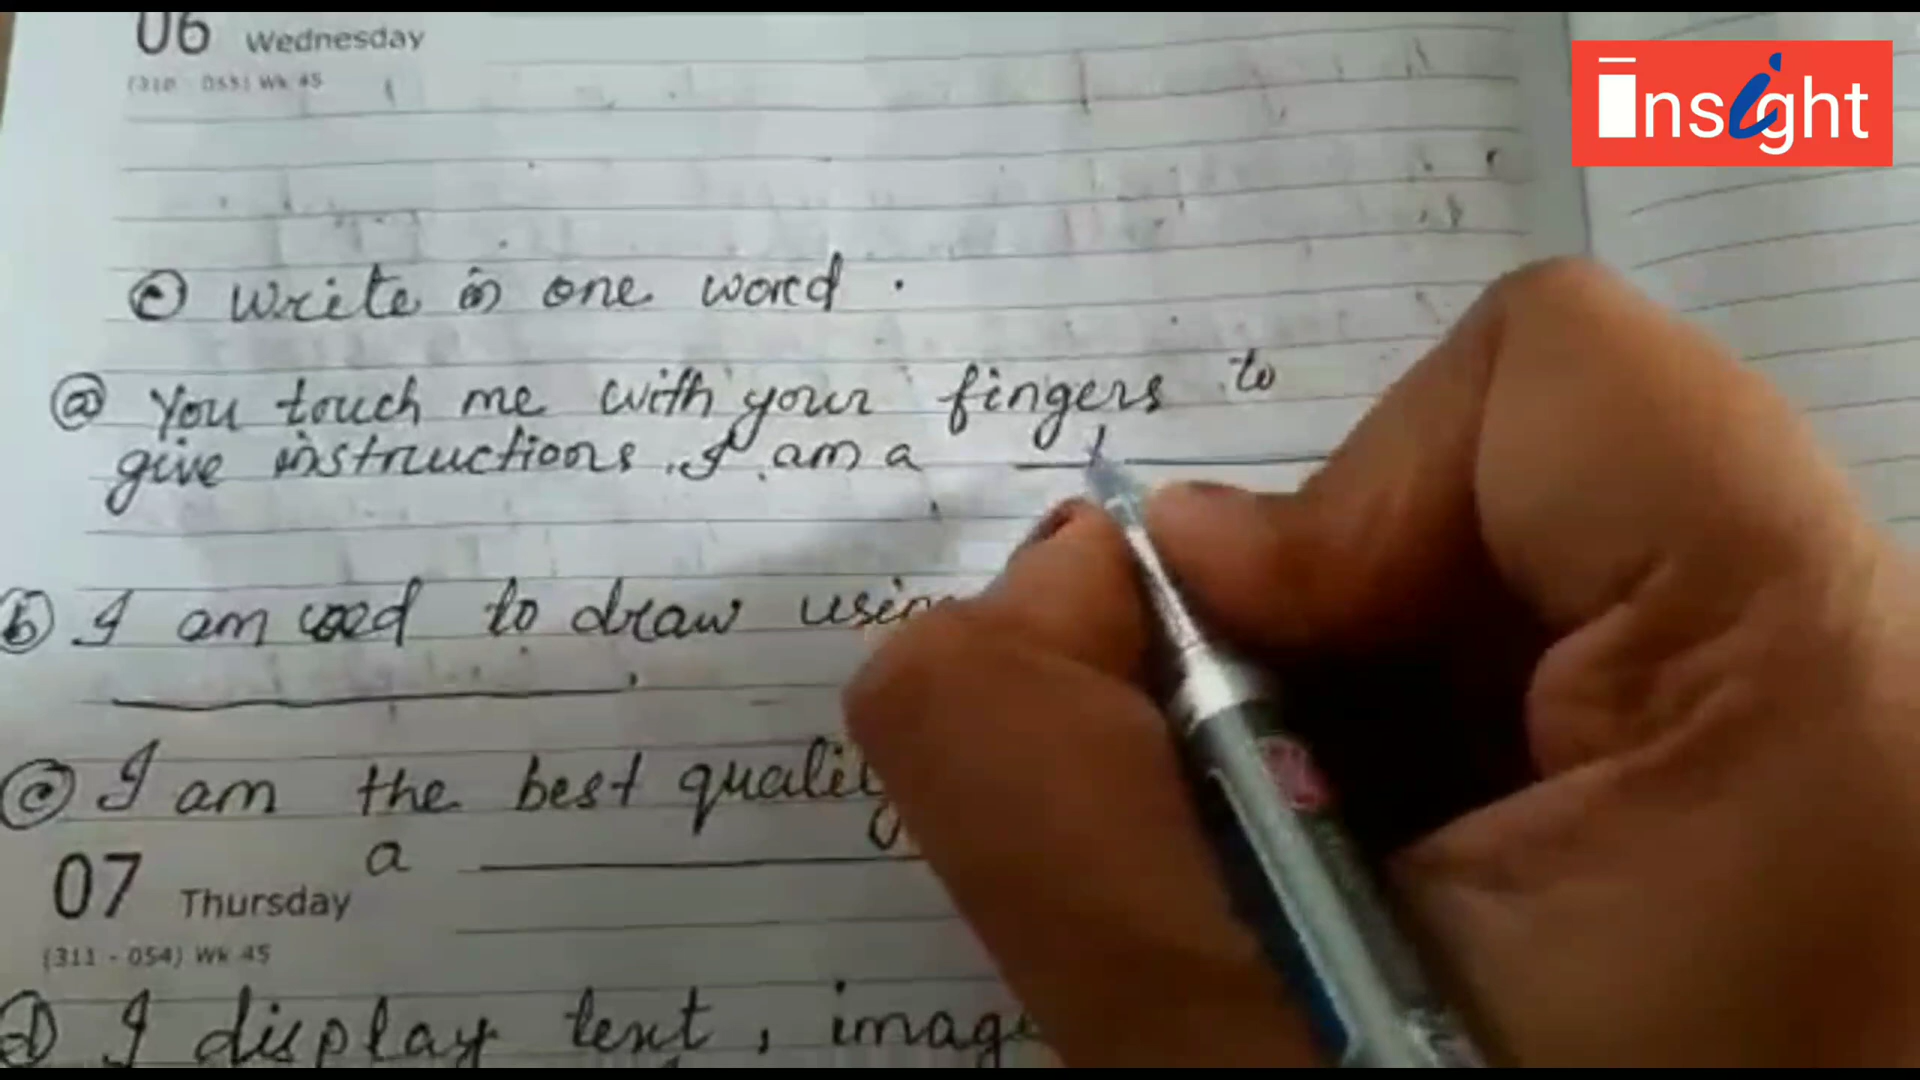 06 Wednesday
(310 - 055) Wk 45
Insight
c) Write in one word.
a) You touch me with your fingers to
give instructions. I am a
b) I am used to draw using
c) I am the best quality
a
07 Thursday
(311 - 054) Wk 45
d) I display text, image